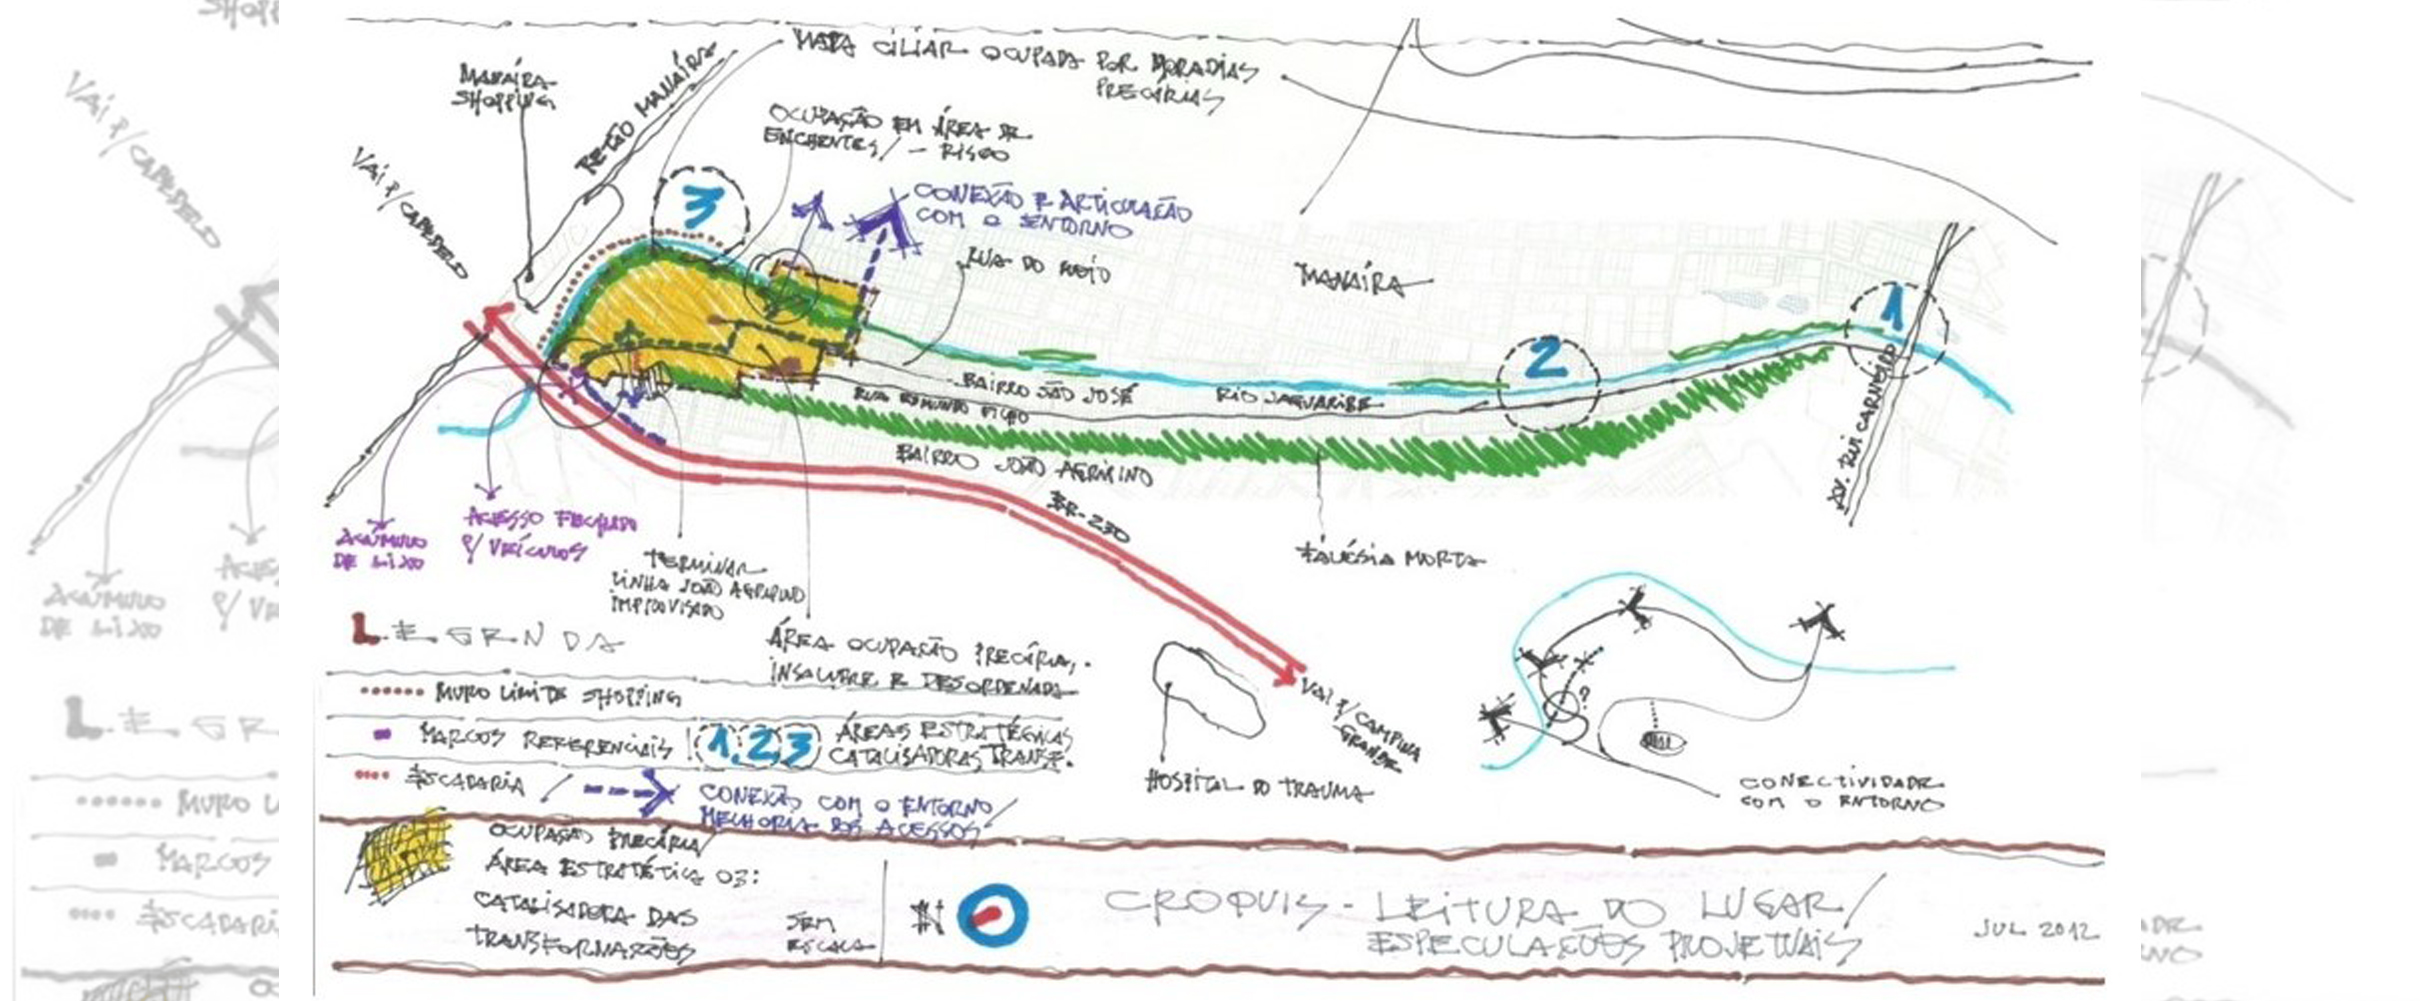 MATA CILIAR OCUPADA POR MORADIAS
PRECÁRIAS
MANAÍRA
SHOPPING
RETÃO MANAÍRA
VAI P/ CABEDELO
OCUPAÇÃO EM ÁREA DE
ENCHENTES/ - RISCO
3
CONEXÃO E ARTICULAÇÃO
COM O ENTORNO
RUA DO MEIO
MANAÍRA
1
2
BAIRRO SÃO JOSÉ
RIO JAGUARIBE
RUA EDMUNDO FILHO
BAIRRO JOÃO AGRIPINO
AV. RUI CARNEIRO
BR-230
FALÉSIA MORTA
ACÚMULO
DE LIXO
ACESSO FECHADO
P/ VEÍCULOS
TERMINAL
LINHA JOÃO AGRIPINO
IMPROVISADO
ÁREA OCUPAÇÃO PRECÁRIA,
INSALUBRE E DESORDENADA
VAI P/ CAMPINA
GRANDE
HOSPITAL DO TRAUMA
?
CONECTIVIDADE
COM O ENTORNO
LEGENDA
MURO LIMITE SHOPPING
MARCOS REFERENCIAIS
1,2,3 ÁREAS ESTRATÉGICAS
CATALISADORAS TRANSF.
ESCADARIA /
CONEXÃO COM O ENTORNO/
MELHORIA DOS ACESSOS/
OCUPAÇÃO PRECÁRIA/
ÁREA ESTRATÉTICA 03:
CATALISADORA DAS
TRANSFORMAÇÕES
SEM
ESCALA
N
CROQUIS - LEITURA DO LUGAR/
ESPECULAÇÕES PROJETUAIS
JUL 2012